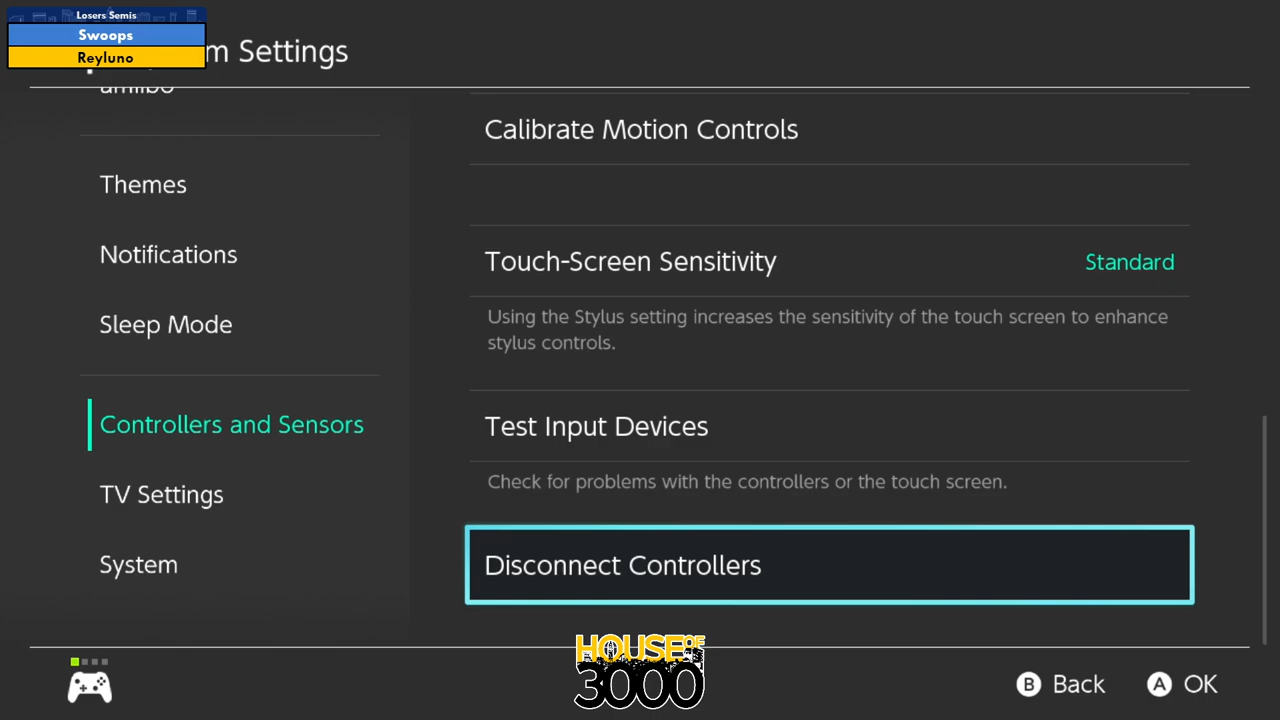 Losers Semis
Swoops
Reyluno
m Settings
amiibo
Themes
Notifications
Sleep Mode
Controllers and Sensors
TV Settings
System
Calibrate Motion Controls
Touch-Screen Sensitivity Standard
Using the Stylus setting increases the sensitivity of the touch screen to enhance
stylus controls.
Test Input Devices
Check for problems with the controllers or the touch screen.
Disconnect Controllers
HOUSE OF
3000
B Back A OK